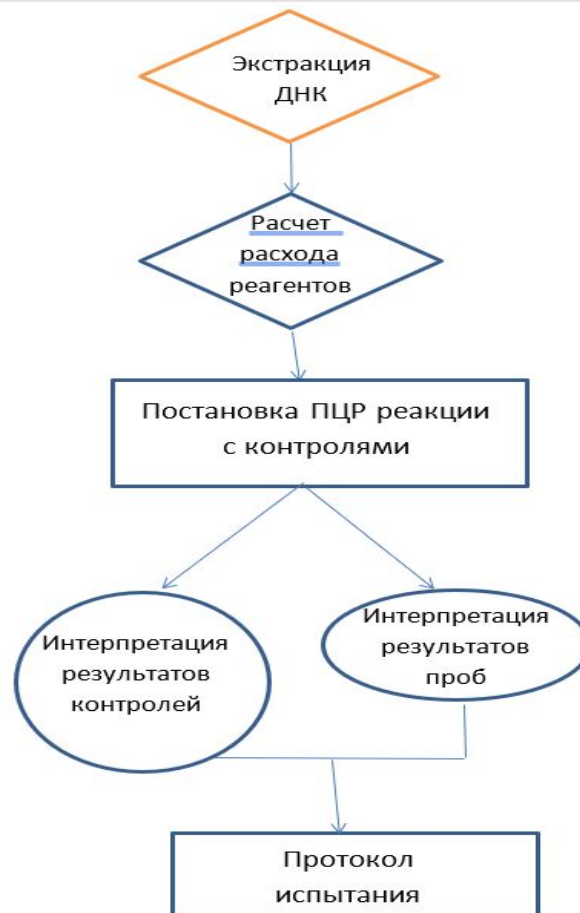 Экстракция
ДНК
Расчет
расхода
реагентов
Постановка ПЦР реакции
с контролями
Интерпретация
результатов
контролей
Интерпретация
результатов
проб
Протокол
испытания